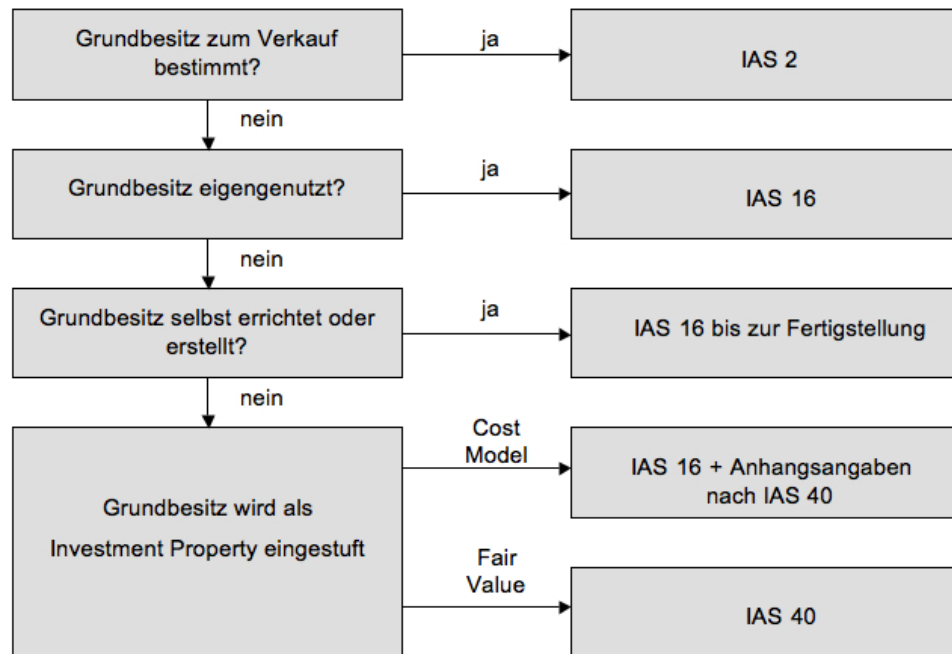 Grundbesitz zum Verkauf
bestimmt?
ja
IAS 2
nein
Grundbesitz eigengenutzt?
ja
IAS 16
nein
Grundbesitz selbst errichtet oder
erstellt?
ja
IAS 16 bis zur Fertigstellung
nein
Grundbesitz wird als
Investment Property eingestuft
Cost
Model
IAS 16 + Anhangsangaben
nach IAS 40
Fair
Value
IAS 40